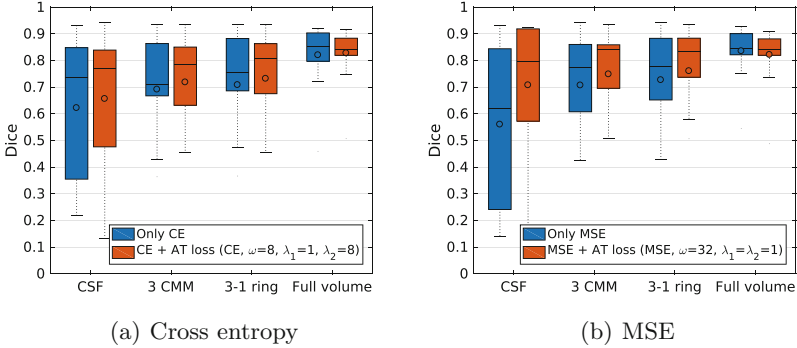 1
0.9
0.8
0.7
0.6
0.5
0.4
0.3
0.2
0.1
0
Dice
Only CE
CE + AT loss (CE, ω=8, λ1=1, λ2=8)
CSF 3 CMM 3-1 ring Full volume
(a) Cross entropy
1
0.9
0.8
0.7
0.6
0.5
0.4
0.3
0.2
0.1
0
Dice
Only MSE
MSE + AT loss (MSE, ω=32, λ1=λ2=1)
CSF 3 CMM 3-1 ring Full volume
(b) MSE